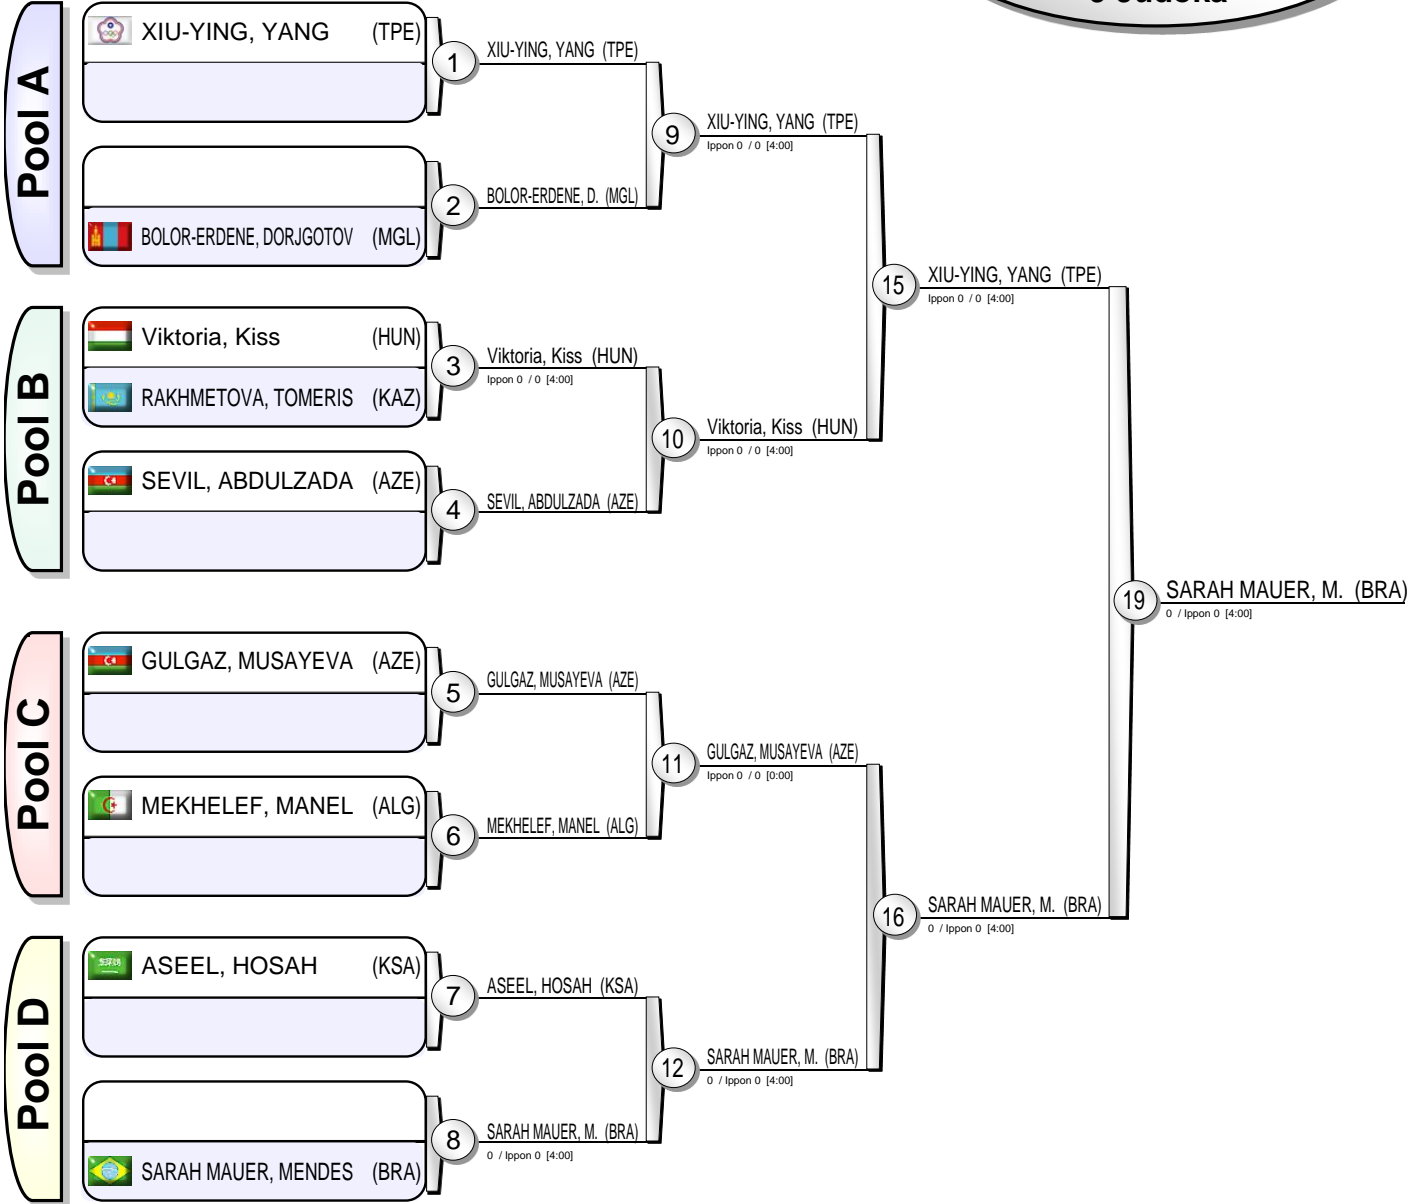 Judoka
Pool A
XIU-YING, YANG (TPE)
1
XIU-YING, YANG (TPE)
9
XIU-YING, YANG (TPE)
Ippon 0 / 0 [4:00]
2
BOLOR-ERDENE, D. (MGL)
BOLOR-ERDENE, DORJGOTOV (MGL)
15
XIU-YING, YANG (TPE)
Ippon 0 / 0 [4:00]
Pool B
Viktoria, Kiss (HUN)
3
Viktoria, Kiss (HUN)
Ippon 0 / 0 [4:00]
RAKHMETOVA, TOMERIS (KAZ)
10
Viktoria, Kiss (HUN)
Ippon 0 / 0 [4:00]
SEVIL, ABDULZADA (AZE)
4
SEVIL, ABDULZADA (AZE)
19
SARAH MAUER, M. (BRA)
0 / Ippon 0 [4:00]
Pool C
GULGAZ, MUSAYEVA (AZE)
5
GULGAZ, MUSAYEVA (AZE)
11
GULGAZ, MUSAYEVA (AZE)
Ippon 0 / 0 [0:00]
MEKHELEF, MANEL (ALG)
6
MEKHELEF, MANEL (ALG)
16
SARAH MAUER, M. (BRA)
0 / Ippon 0 [4:00]
Pool D
ASEEL, HOSAH (KSA)
7
ASEEL, HOSAH (KSA)
12
SARAH MAUER, M. (BRA)
0 / Ippon 0 [4:00]
8
SARAH MAUER, M. (BRA)
0 / Ippon 0 [4:00]
SARAH MAUER, MENDES (BRA)